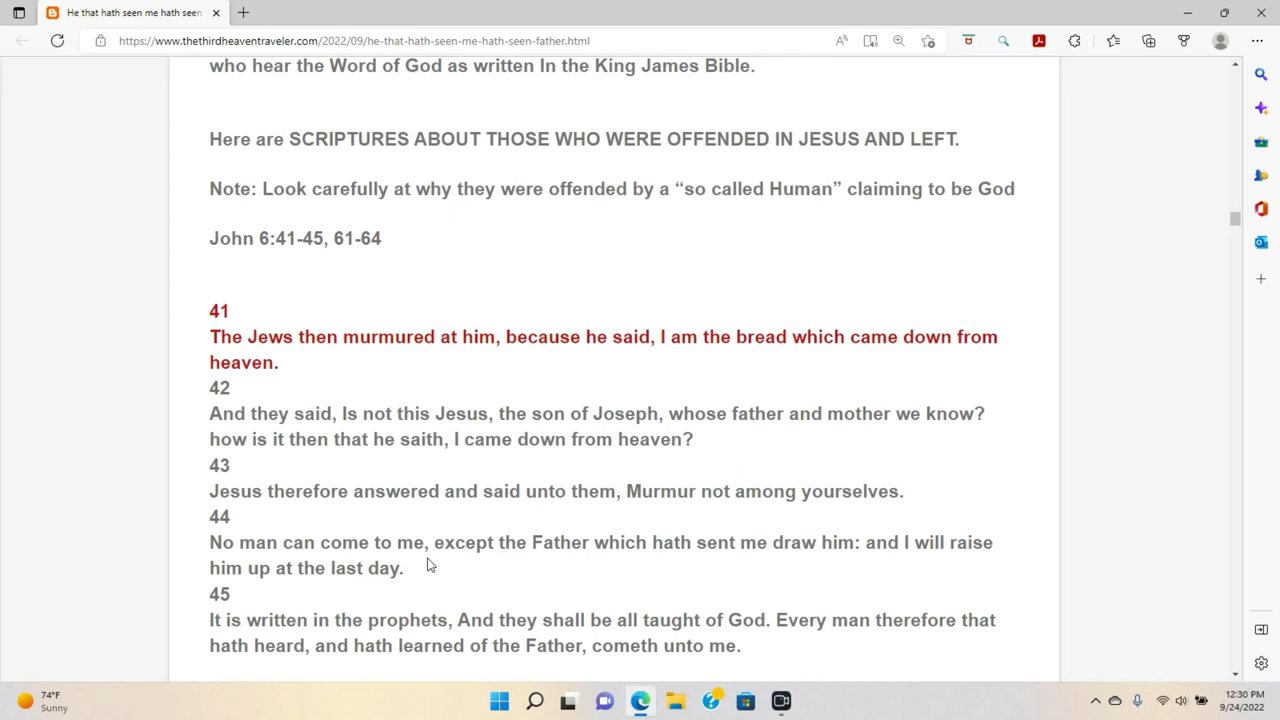 He that hath seen me hath seen
https://www.thethirdheaventraveler.com/2022/09/he-that-hath-seen-me-hath-seen-father.html
who hear the Word of God as written In the King James Bible.
Here are SCRIPTURES ABOUT THOSE WHO WERE OFFENDED IN JESUS AND LEFT.
Note: Look carefully at why they were offended by a “so called Human” claiming to be God
John 6:41-45, 61-64
41
The Jews then murmured at him, because he said, I am the bread which came down from
heaven.
42
And they said, Is not this Jesus, the son of Joseph, whose father and mother we know?
how is it then that he saith, I came down from heaven?
43
Jesus therefore answered and said unto them, Murmur not among yourselves.
44
No man can come to me, except the Father which hath sent me draw him: and I will raise
him up at the last day.
45
It is written in the prophets, And they shall be all taught of God. Every man therefore that
hath heard, and hath learned of the Father, cometh unto me.
74°F
Sunny
12:30 PM
9/24/2022